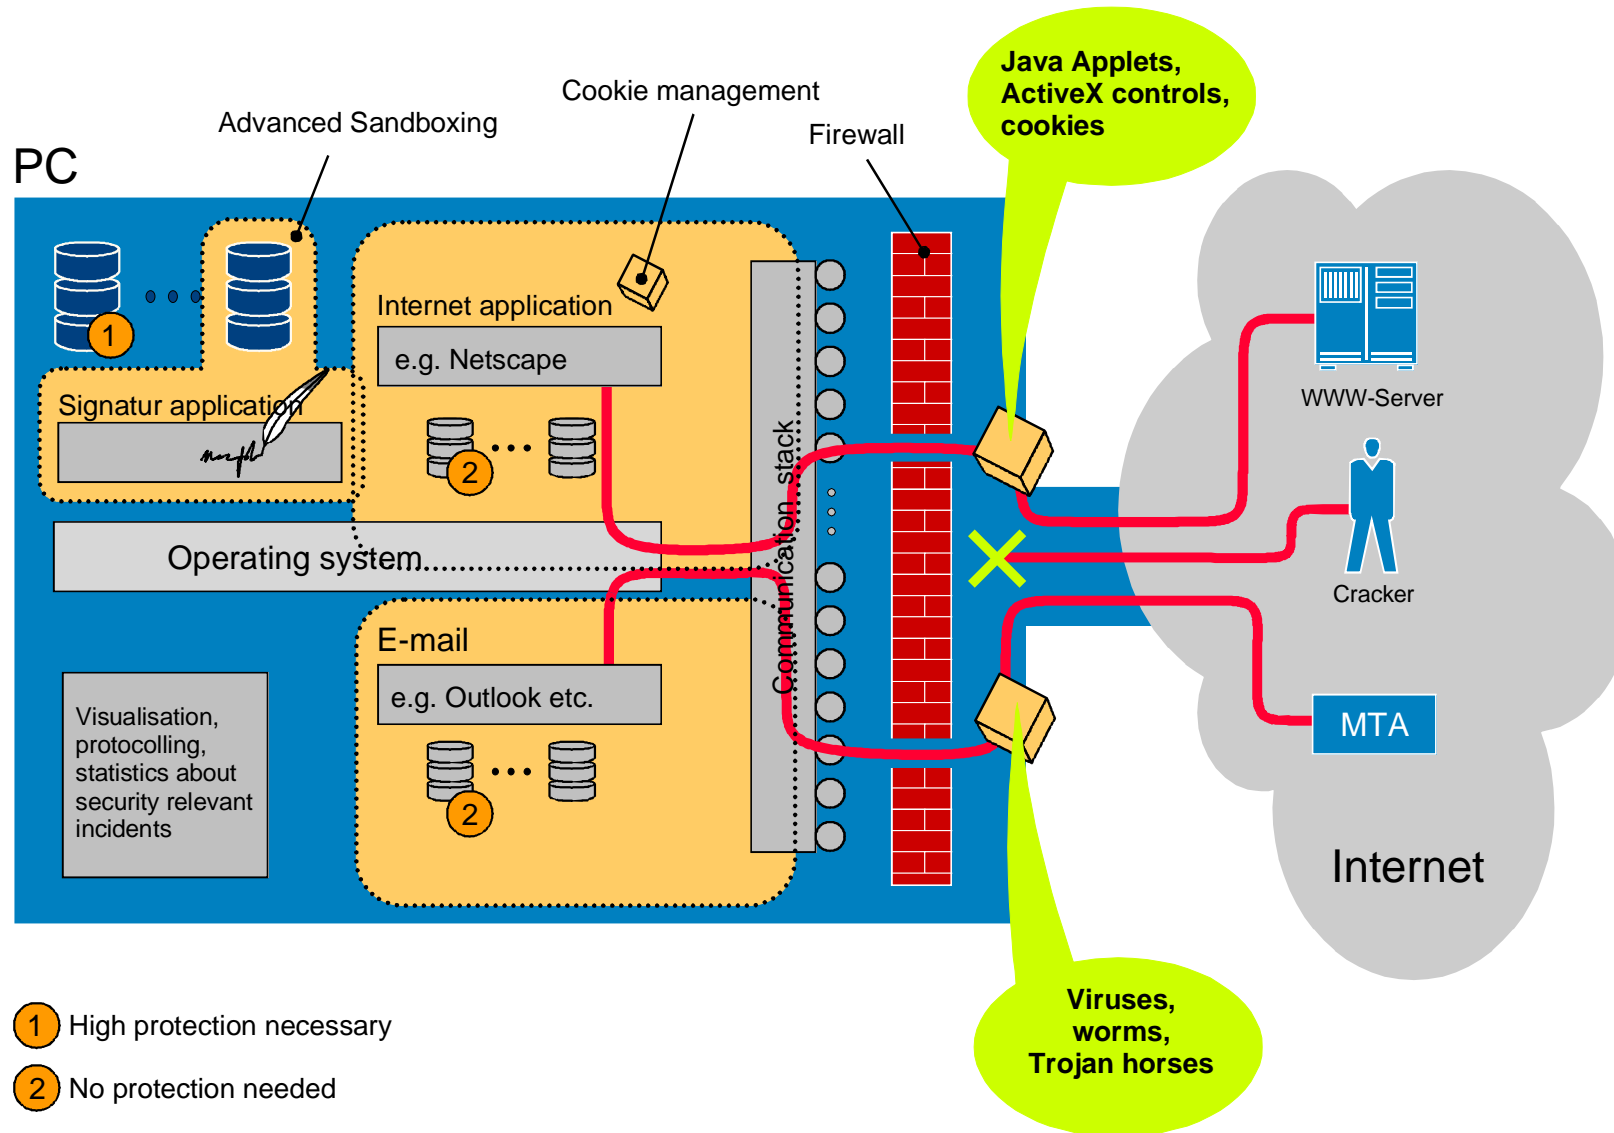 Java Applets,
ActiveX controls,
cookies
Cookie management
Advanced Sandboxing
Firewall
PC
Internet application
e.g. Netscape
1
WWW-Server
Signatur application
2
Communication stack
Operating system
Cracker
E-mail
e.g. Outlook etc.
Visualisation,
protocolling,
statistics about
security relevant
incidents
MTA
2
Internet
Viruses,
worms,
Trojan horses
1 High protection necessary
2 No protection needed